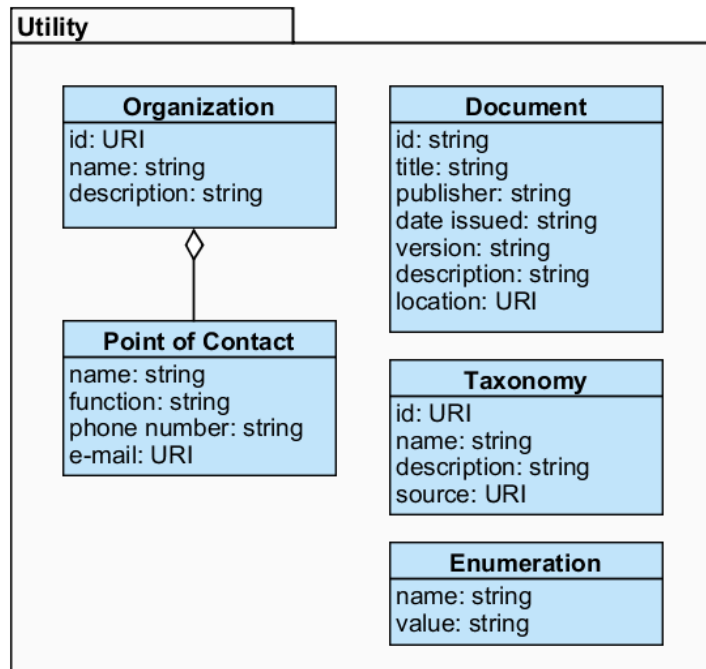 Utility
Organization
id: URI
name: string
description: string
Point of Contact
name: string
function: string
phone number: string
e-mail: URI
Document
id: string
title: string
publisher: string
date issued: string
version: string
description: string
location: URI
Taxonomy
id: URI
name: string
description: string
source: URI
Enumeration
name: string
value: string